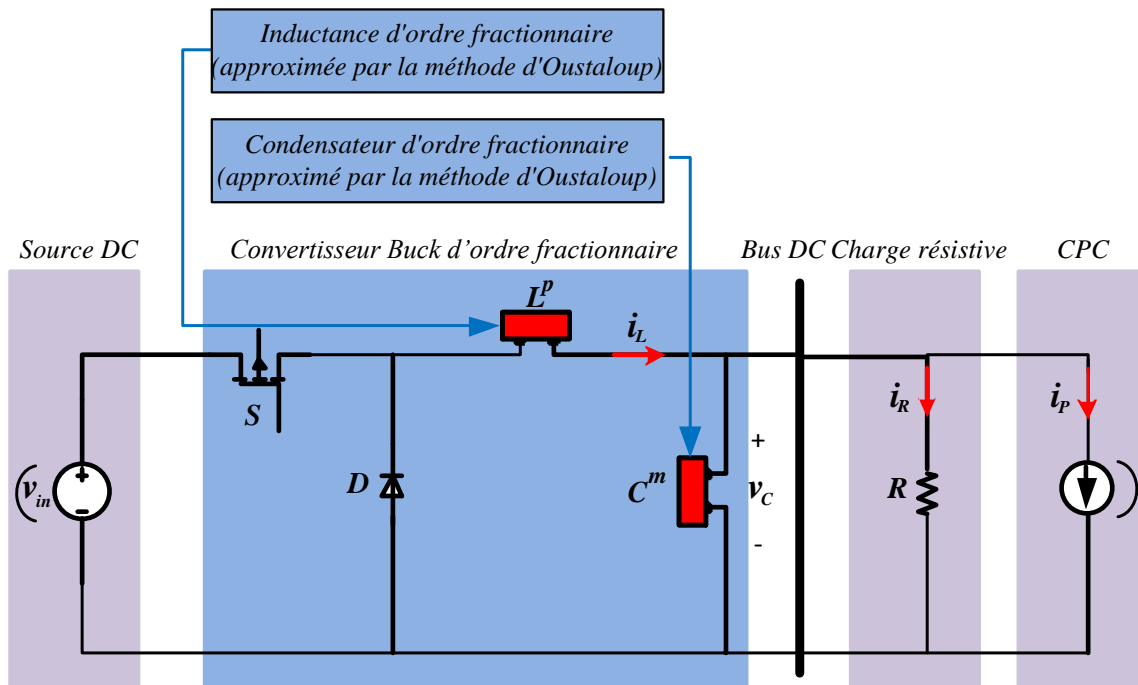 Inductance d'ordre fractionnaire
(approximée par la méthode d'Oustaloup)
Condensateur d'ordre fractionnaire
(approximé par la méthode d'Oustaloup)
Source DC
Convertisseur Buck d’ordre fractionnaire
Bus DC
Charge résistive
CPC
L^p
i_L
S
i_R
i_P
+
v_in
D
C^m
v_C
R
-